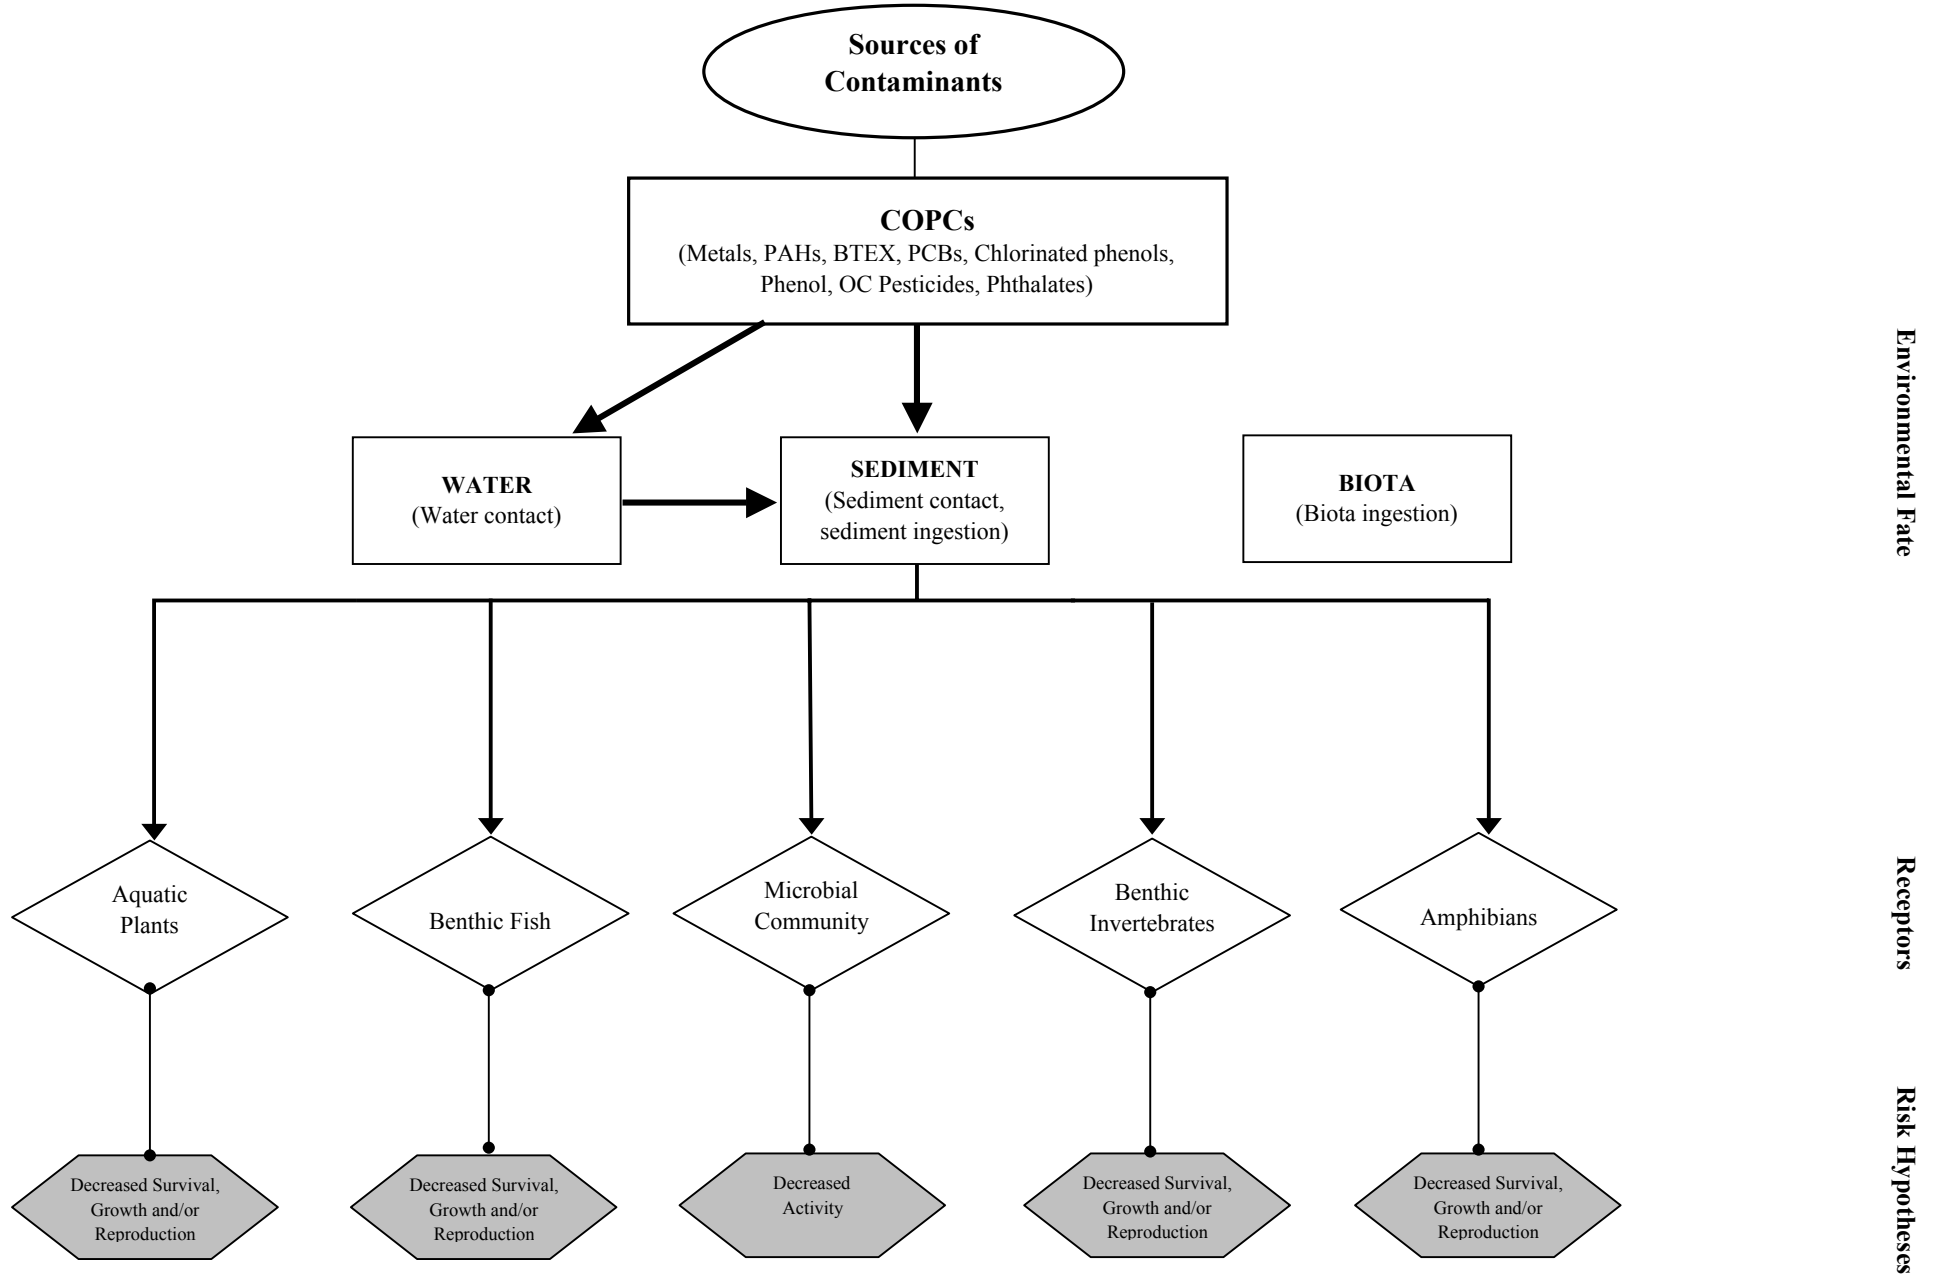 Sources of
Contaminants
COPCs
(Metals, PAHs, BTEX, PCBs, Chlorinated phenols,
Phenol, OC Pesticides, Phthalates)
WATER
(Water contact)
SEDIMENT
(Sediment contact,
sediment ingestion)
BIOTA
(Biota ingestion)
Environmental Fate
Aquatic
Plants
Benthic Fish
Microbial
Community
Benthic
Invertebrates
Amphibians
Receptors
Decreased Survival,
Growth and/or
Reproduction
Decreased Survival,
Growth and/or
Reproduction
Decreased
Activity
Decreased Survival,
Growth and/or
Reproduction
Decreased Survival,
Growth and/or
Reproduction
Risk Hypotheses